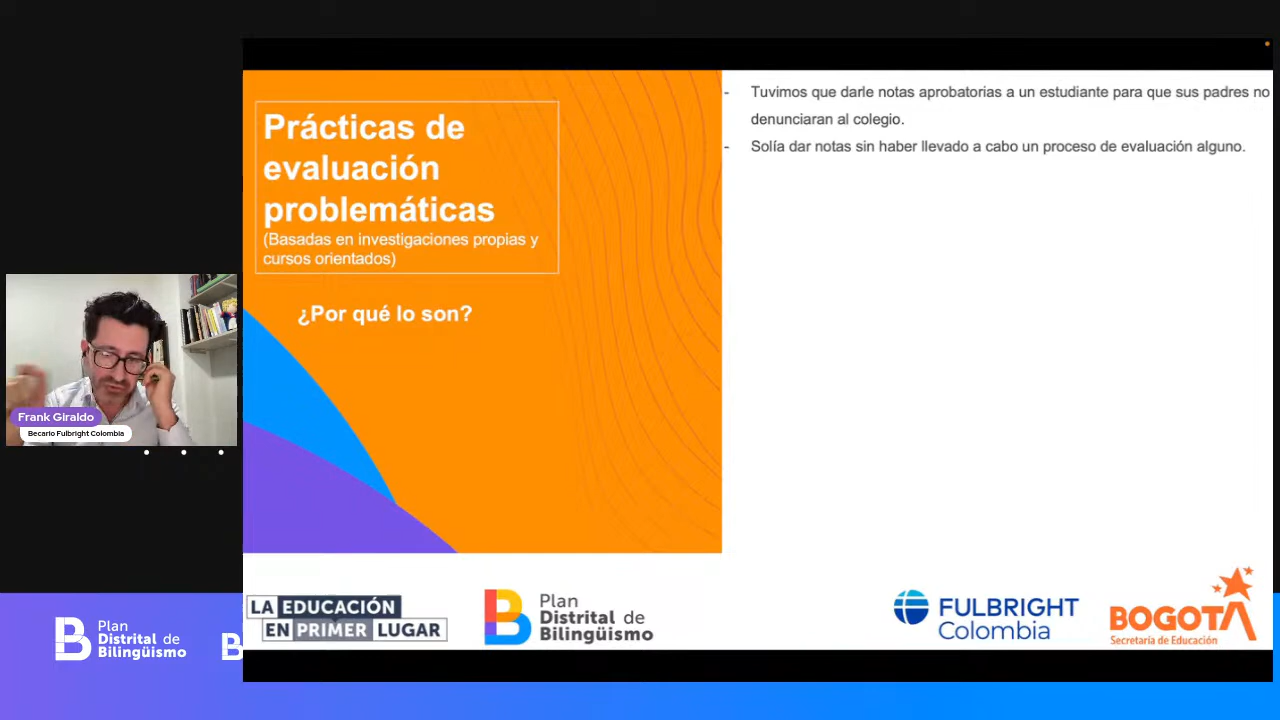 Prácticas de
evaluación
problemáticas
(Basadas en investigaciones propias y
cursos orientados)
¿Por qué lo son?
- Tuvimos que darle notas aprobatorias a un estudiante para que sus padres no
denunciaran al colegio.
- Solía dar notas sin haber llevado a cabo un proceso de evaluación alguno.
Frank Giraldo
Becario Fulbright Colombia
LA EDUCACIÓN
EN PRIMER LUGAR
B Plan
Distrital de
Bilingüismo
FULBRIGHT
Colombia
BOGOTÁ
Secretaría de Educación
B Plan
Distrital de
Bilingüismo
B